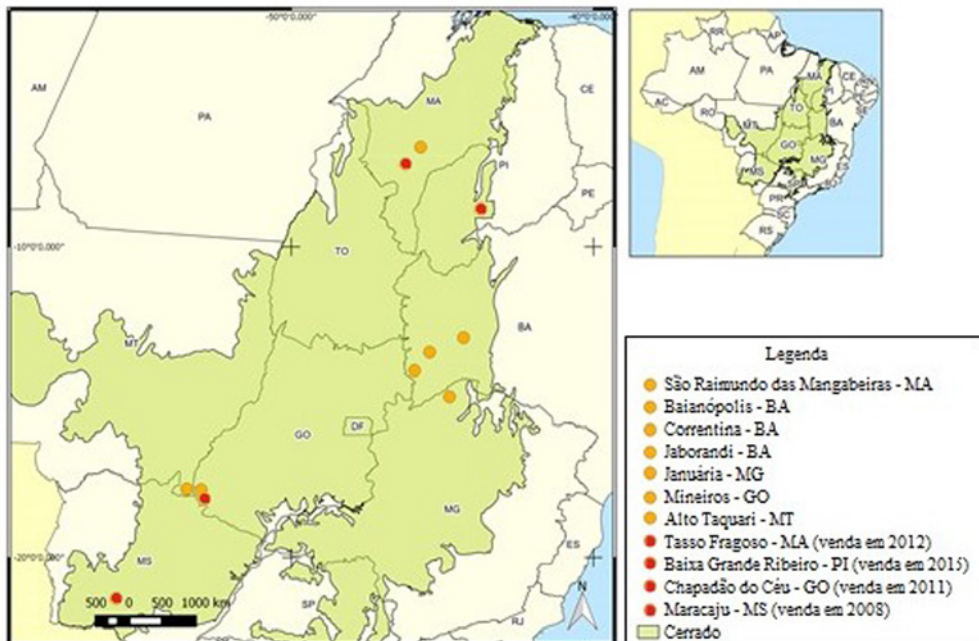 -50°0'0.000"
-40°0'0.000"
AM
PA
MA
CE
PI
PE
-10°0'0.000"
TO
BA
MT
GO
DF
MG
MS
-20°0'0.000"
ES
SP
RJ
N
500 0 500 1000 km
RR
AP
AM
PA
MA
CE
PI
AC
RO
TO
SE
MT
BA
GO
MG
ES
MS
SP
RJ
PR
SC
RS
Legenda
São Raimundo das Mangabeiras - MA
Baianópolis - BA
Correntina - BA
Jaborandi - BA
Januária - MG
Mineiros - GO
Alto Taquari - MT
Tasso Fragoso - MA (venda em 2012)
Baixa Grande Ribeiro - PI (venda em 2015)
Chapadão do Céu - GO (venda em 2011)
Maracaju - MS (venda em 2008)
Cerrado